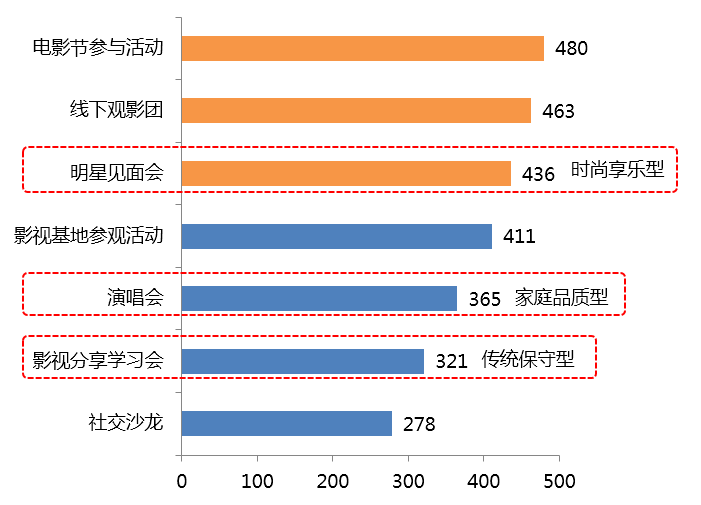 电影节参与活动 480
线下观影团 463
明星见面会 436 时尚享乐型
影视基地参观活动 411
演唱会 365 家庭品质型
影视分享学习会 321 传统保守型
社交沙龙 278
0 100 200 300 400 500